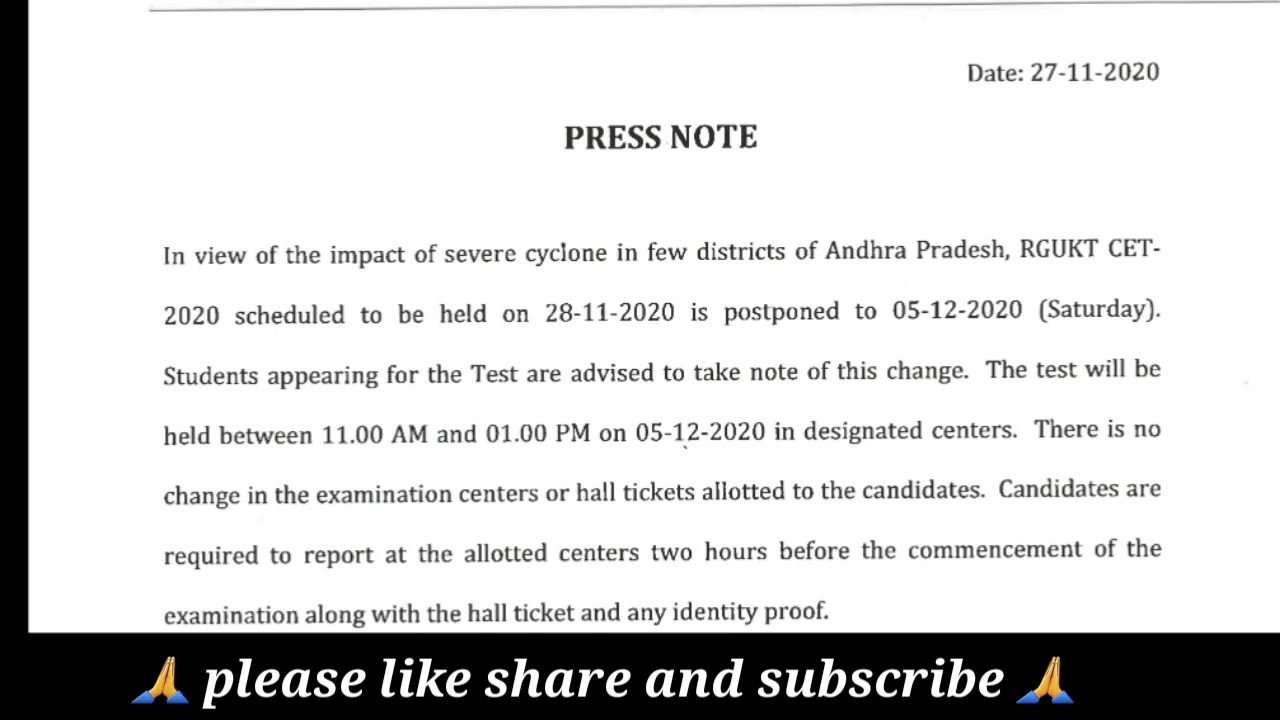 Date: 27-11-2020
PRESS NOTE
In view of the impact of severe cyclone in few districts of Andhra Pradesh, RGUKT CET-
2020 scheduled to be held on 28-11-2020 is postponed to 05-12-2020 (Saturday).
Students appearing for the Test are advised to take note of this change. The test will be
held between 11.00 AM and 01.00 PM on 05-12-2020 in designated centers. There is no
change in the examination centers or hall tickets allotted to the candidates. Candidates are
required to report at the allotted centers two hours before the commencement of the
examination along with the hall ticket and any identity proof.
🙏 please like share and subscribe 🙏